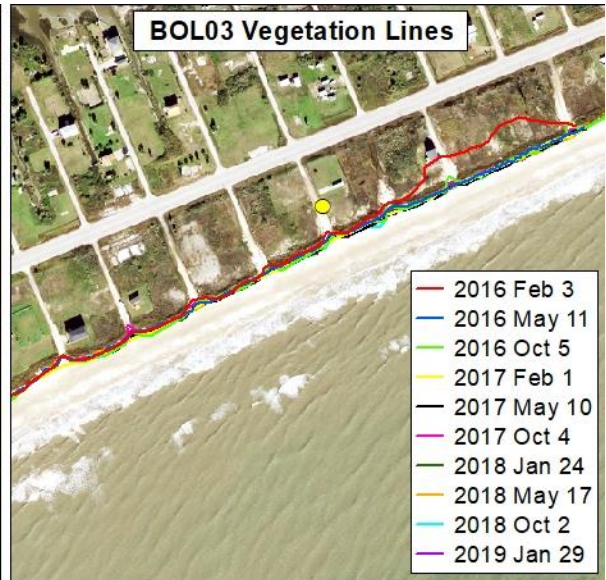 BOL03 Vegetation Lines
2016 Feb 3
2016 May 11
2016 Oct 5
2017 Feb 1
2017 May 10
2017 Oct 4
2018 Jan 24
2018 May 17
2018 Oct 2
2019 Jan 29